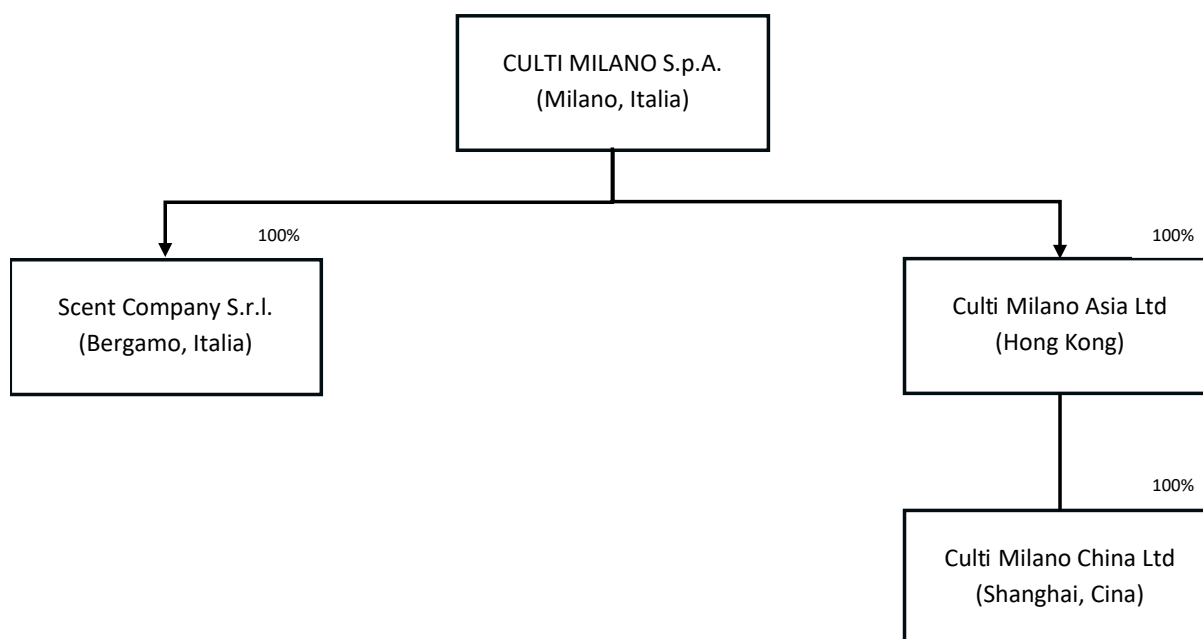 CULTI MILANO S.p.A.
(Milano, Italia)
100%
100%
Scent Company S.r.l.
(Bergamo, Italia)
Culti Milano Asia Ltd
(Hong Kong)
100%
Culti Milano China Ltd
(Shanghai, Cina)